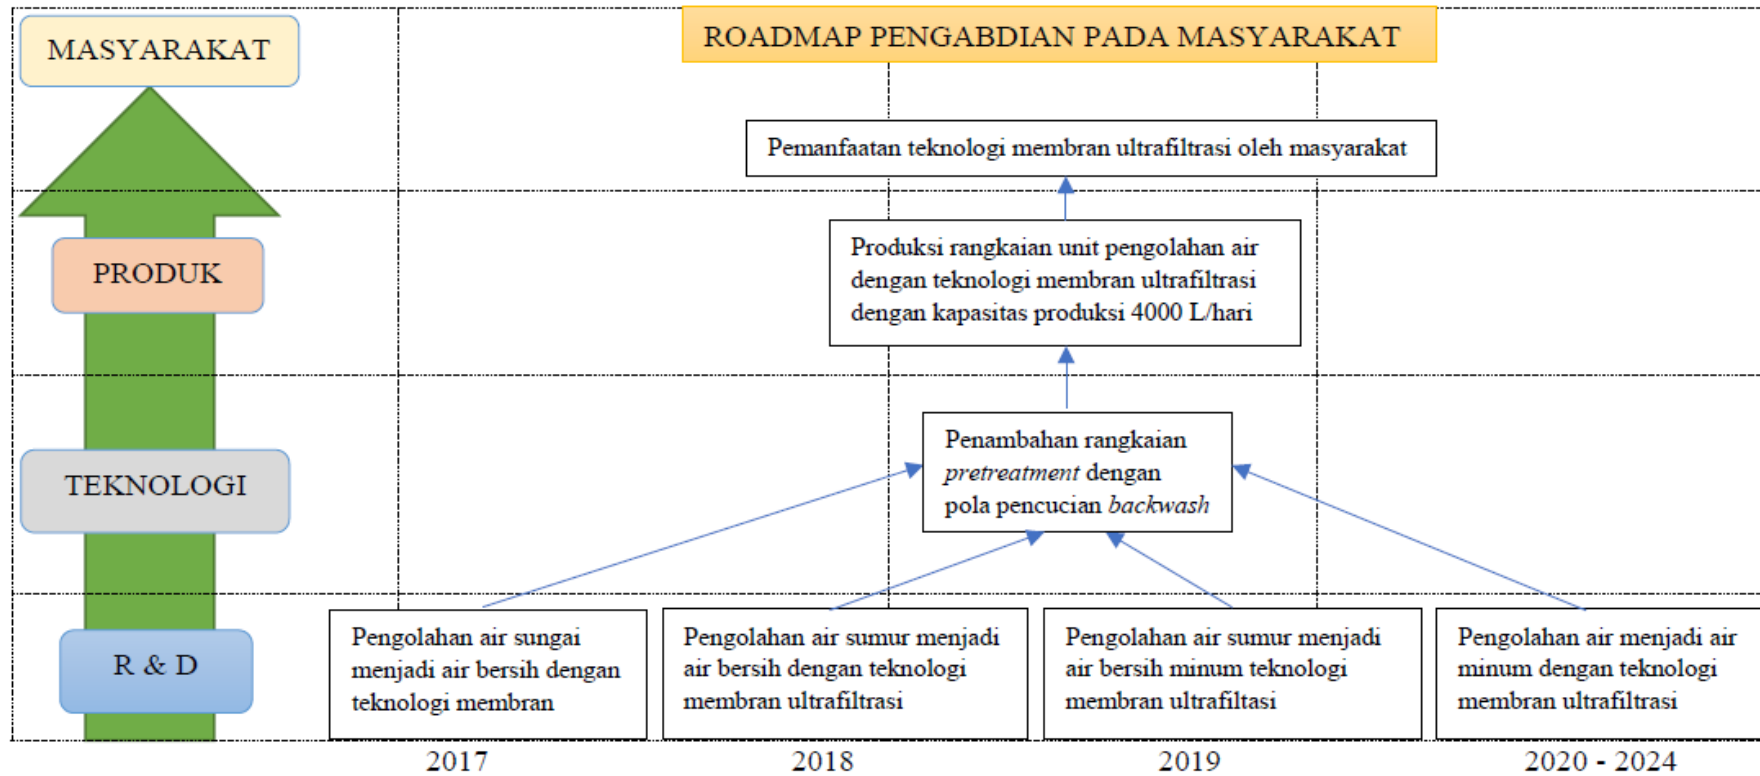 MASYARAKAT
ROADMAP PENGABDIAN PADA MASYARAKAT
Pemanfaatan teknologi membran ultrafiltrasi oleh masyarakat
PRODUK
Produksi rangkaian unit pengolahan air
dengan teknologi membran ultrafiltrasi
dengan kapasitas produksi 4000 L/hari
TEKNOLOGI
Penambahan rangkaian
pretreatment dengan
pola pencucian backwash
R & D
Pengolahan air sungai
menjadi air bersih dengan
teknologi membran
Pengolahan air sumur menjadi
air bersih dengan teknologi
membran ultrafiltrasi
Pengolahan air sumur menjadi
air bersih minum teknologi
membran ultrafiltasi
Pengolahan air menjadi air
minum dengan teknologi
membran ultrafiltrasi
2017
2018
2019
2020 - 2024